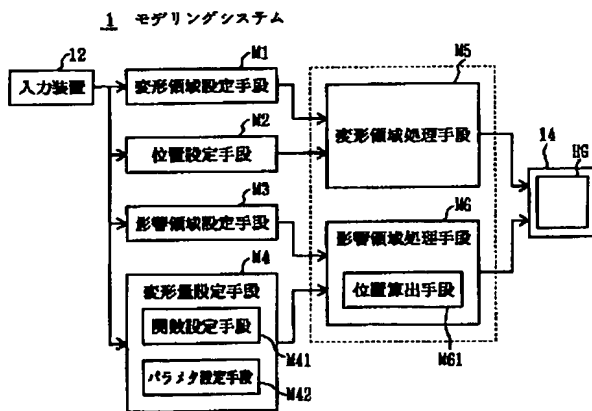 1 モデリングシステム
12
入力装置
M1
変形領域設定手段
M2
位置設定手段
M3
影響領域設定手段
M4
変形量設定手段
関数設定手段
M41
パラメタ設定手段
M42
M5
変形領域処理手段
M6
影響領域処理手段
位置算出手段
M61
14
HG